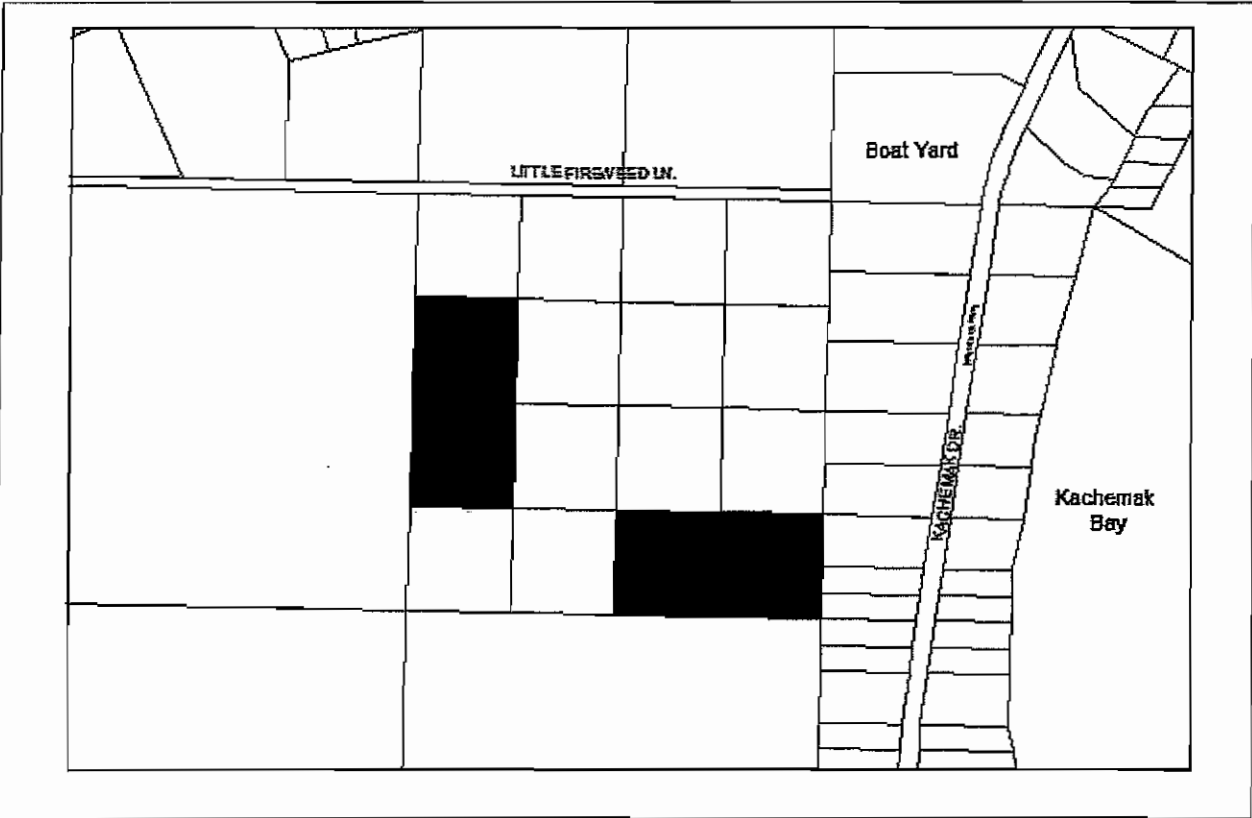 Boat Yard
LITTLE FIREWEED LN.
KACHEMAK DR.
Kachemak
Bay